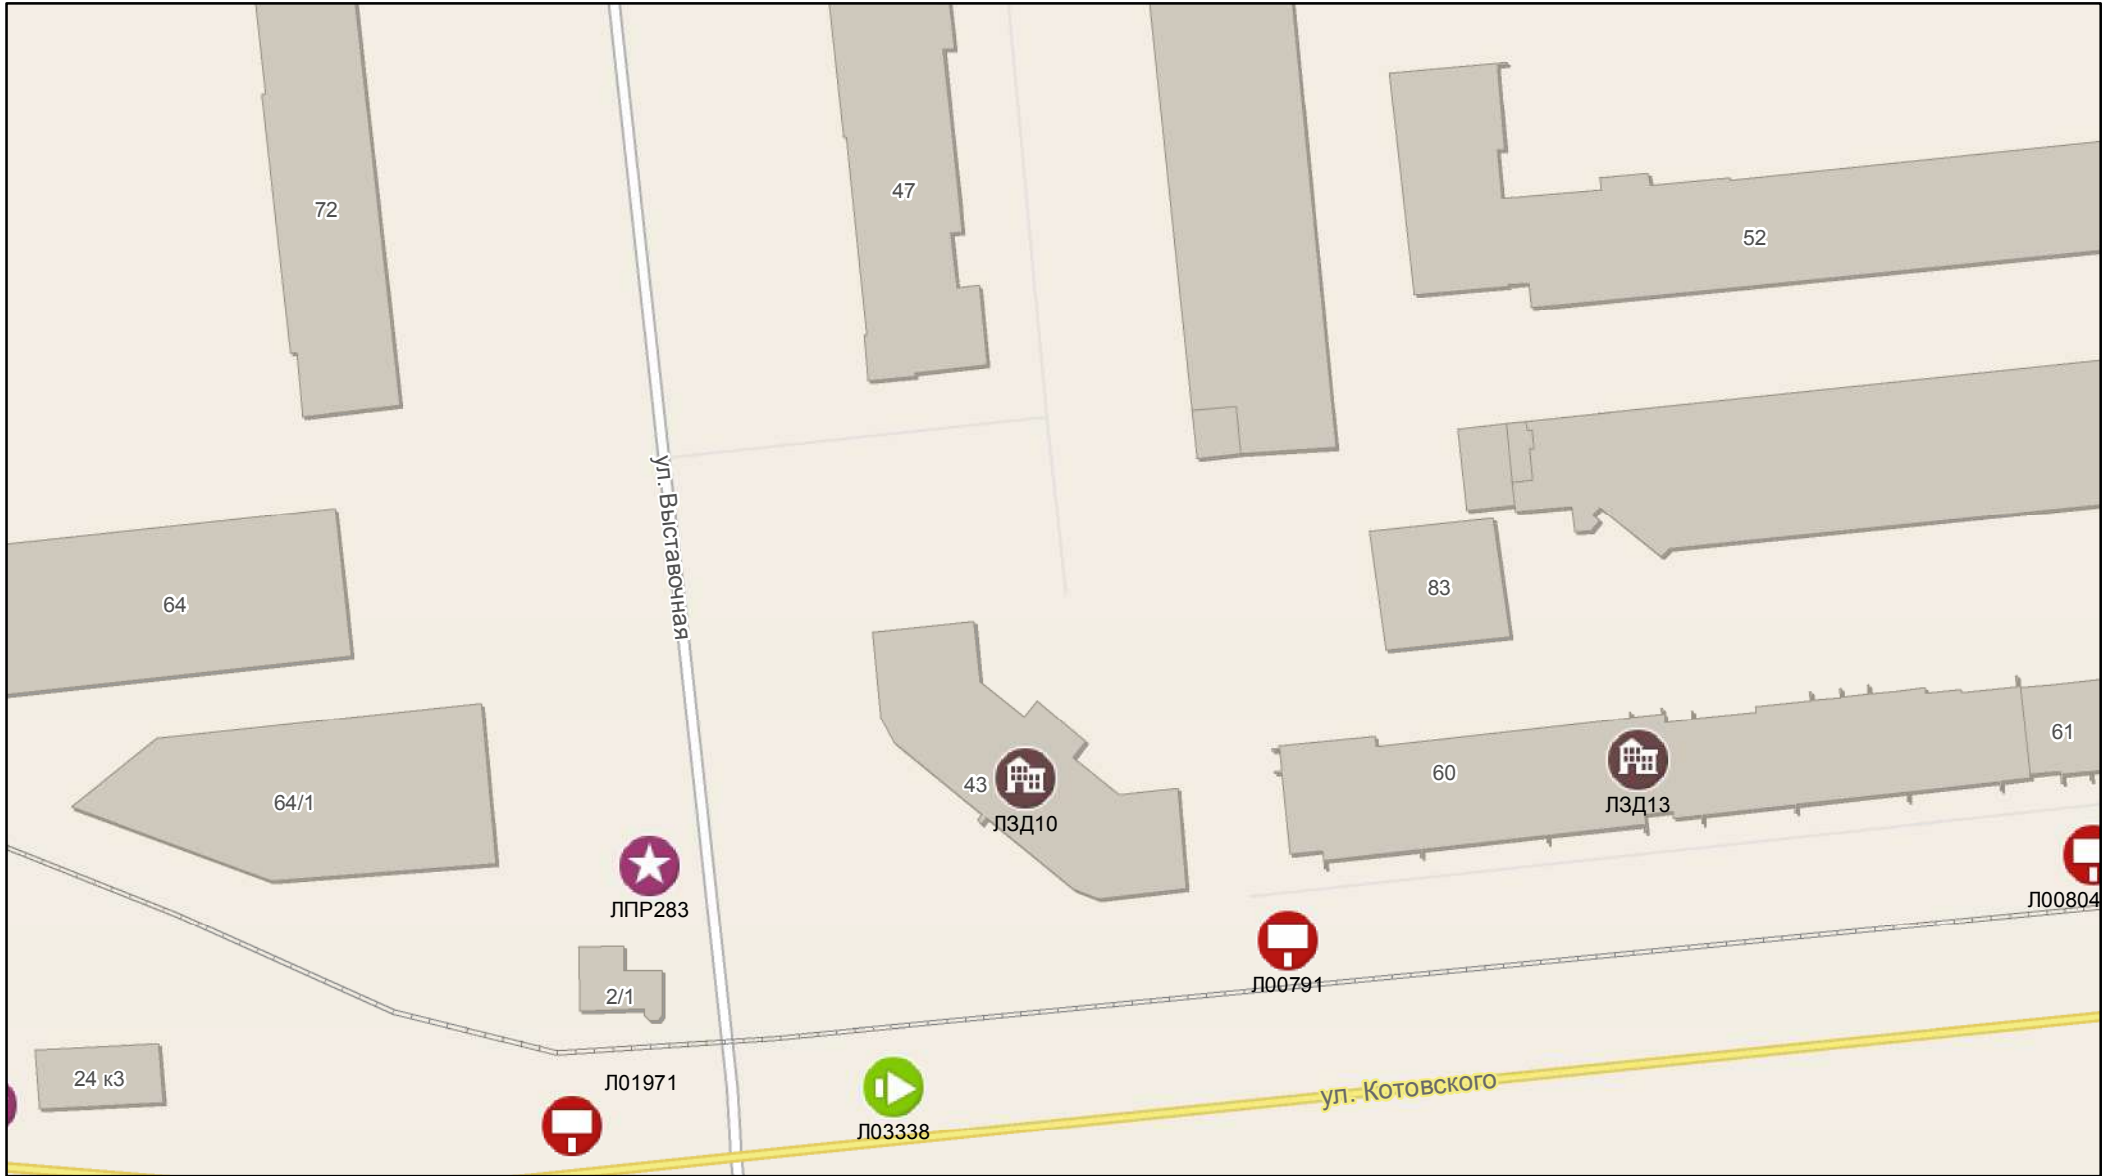 72
47
52
ул. Выставочная
64
83
61
60
43
64/1
ЛЗД13
ЛЗД10
Л00804
ЛПР283
Л00791
2/1
24 к3
Л01971
ул. Котовского
Л03338